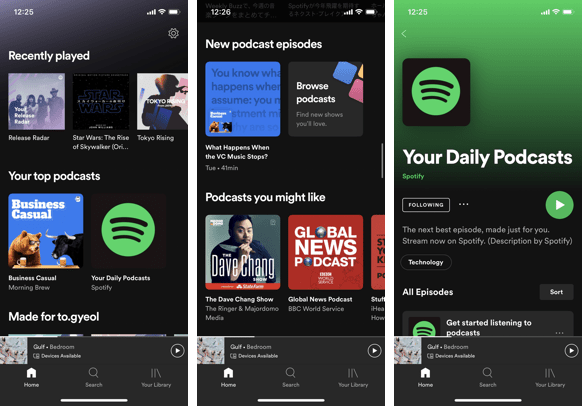 12:25
Recently played
Your
Release
Radar
STAR
WARS
TOKYO
RISING
Release Radar
Star Wars: The Rise
of Skywalker (Ori...
Tokyo Rising
Your top podcasts
Business
Casual
Business Casual
Morning Brew
Your Daily Podcasts
Spotify
Made for to.gyeol
Gulf • Bedroom
Devices Available
Home
Search
Your Library
12:26
New podcast episodes
You know what
happens when
assume: you m
Browse
podcasts
Find new shows
you'll love.
What Happens When
the VC Music Stops?
Tue • 41min
Podcasts you might like
The
Dave Chang
Show
State Farm
GLOBAL
NEWS
PODCAST
BBC
WORLD
SERVICE
The Dave Chang Show
The Ringer & Majordomo
Media
Global News Podcast
BBC World Service
Stuff
iHea
Gulf • Bedroom
Devices Available
Home
Search
Your Library
12:25
Your Daily Podcasts
Spotify
FOLLOWING
The next best episode, made just for you.
Stream now on Spotify. (Description by Spotify)
Technology
All Episodes
Sort
Get started listening to
podcasts
Gulf • Bedroom
Devices Available
Home
Search
Your Library